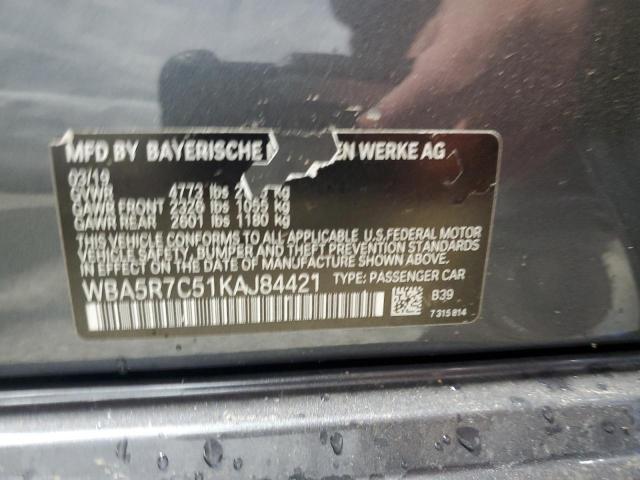 MFD BY BAYERISCHE EN WERKE AG
03/19
GVWR 4773 lbs kg
GAWR FRONT 2326 lbs 1055 kg
GAWR REAR 2601 lbs 1180 kg
THIS VEHICLE CONFORMS TO ALL APPLICABLE U.S.FEDERAL MOTOR
VEHICLE SAFETY, BUMPER, AND THEFT PREVENTION STANDARDS
IN EFFECT ON THE DATE OF MANUFACTURE SHOWN ABOVE.
WBA5R7C51KAJ84421 TYPE: PASSENGER CAR
B39
7315814